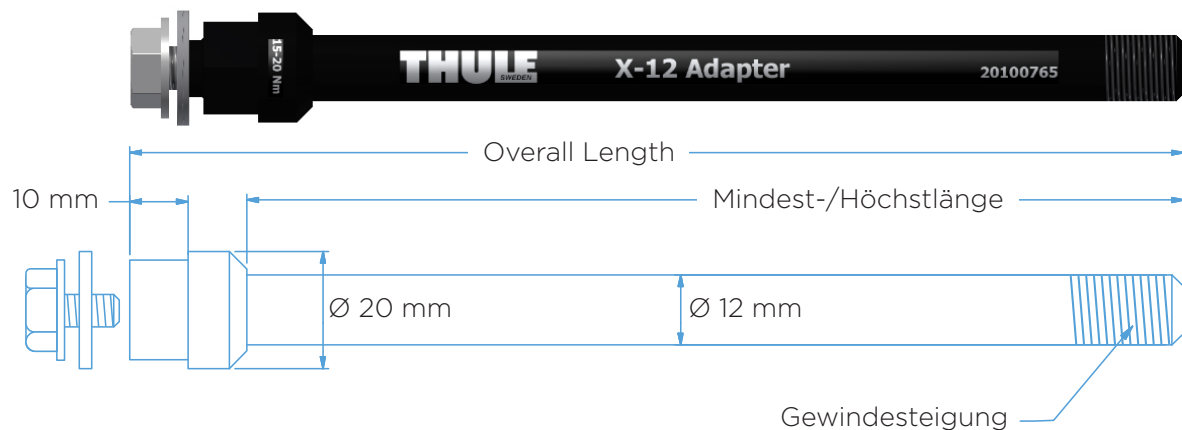 15-20 Nm
THULE
SWEDEN
X-12 Adapter
20100765
Overall Length
10 mm
Mindest-/Höchstlänge
Ø 20 mm
Ø 12 mm
Gewindesteigung